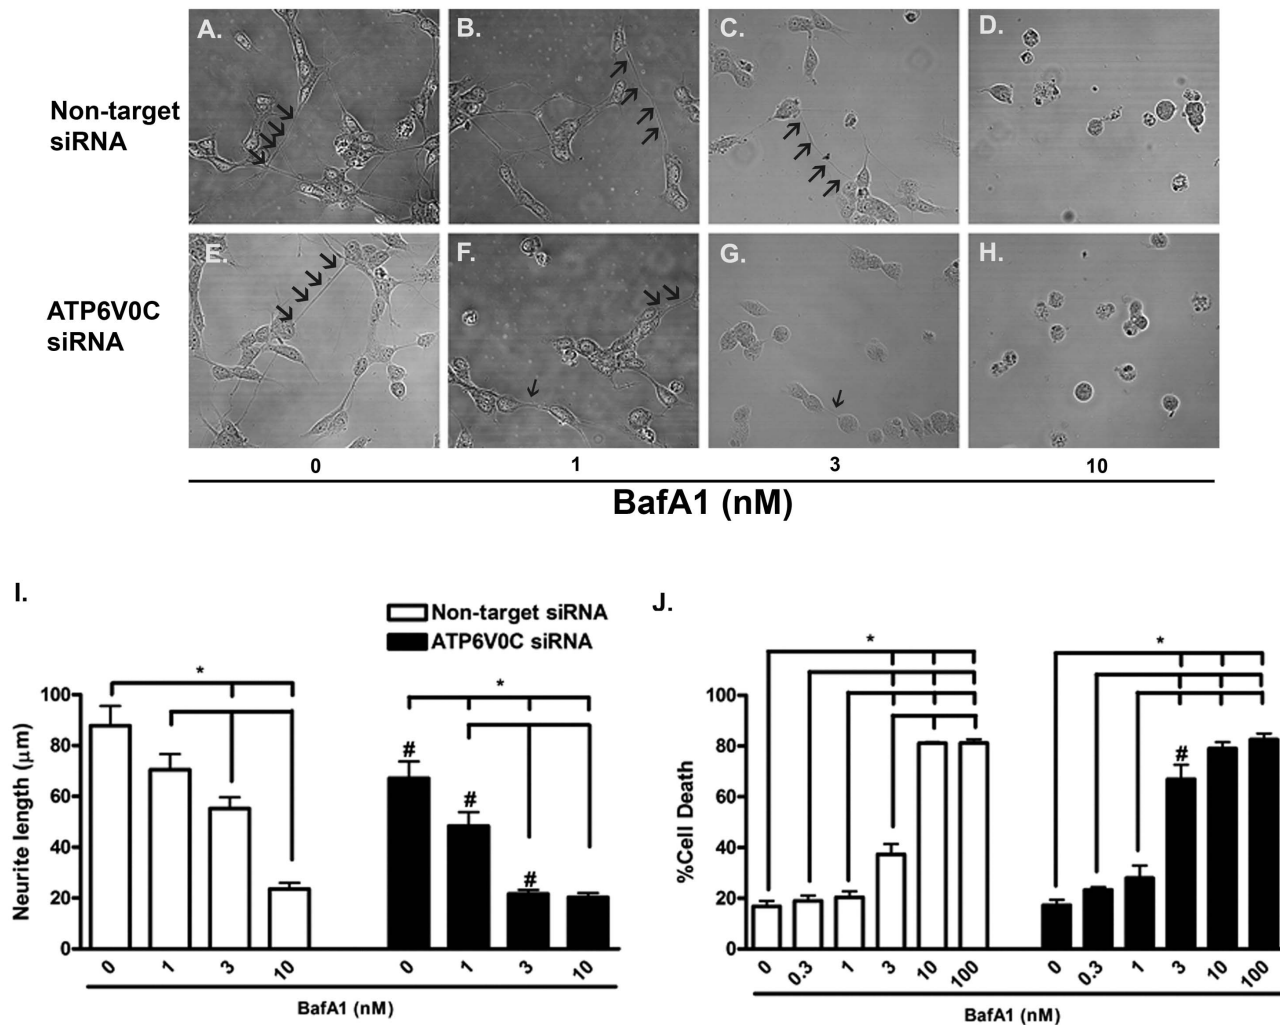 A. B. C. D.
Non-target
siRNA
E. F. G. H.
ATP6V0C
siRNA
0 1 3 10
BafA1 (nM)
I.
Non-target siRNA
ATP6V0C siRNA
* *
Neurite length (μm)
100
80
60
40
20
0
# # #
0 1 3 10 0 1 3 10
BafA1 (nM)
J.
* *
%Cell Death
100
80
60
40
20
0
#
0 0.3 1 3 10 100 0 0.3 1 3 10 100
BafA1 (nM)